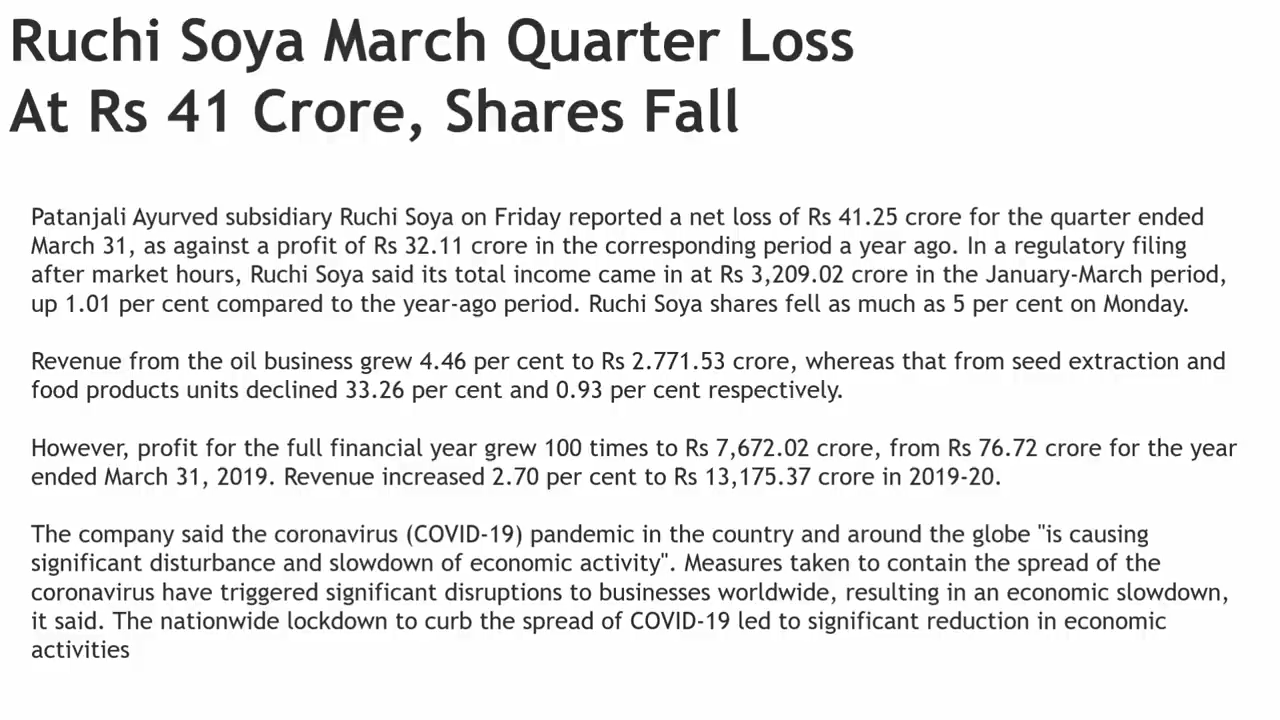 Ruchi Soya March Quarter Loss
At Rs 41 Crore, Shares Fall
Patanjali Ayurved subsidiary Ruchi Soya on Friday reported a net loss of Rs 41.25 crore for the quarter ended
March 31, as against a profit of Rs 32.11 crore in the corresponding period a year ago. In a regulatory filing
after market hours, Ruchi Soya said its total income came in at Rs 3,209.02 crore in the January-March period,
up 1.01 per cent compared to the year-ago period. Ruchi Soya shares fell as much as 5 per cent on Monday.
Revenue from the oil business grew 4.46 per cent to Rs 2.771.53 crore, whereas that from seed extraction and
food products units declined 33.26 per cent and 0.93 per cent respectively.
However, profit for the full financial year grew 100 times to Rs 7,672.02 crore, from Rs 76.72 crore for the year
ended March 31, 2019. Revenue increased 2.70 per cent to Rs 13,175.37 crore in 2019-20.
The company said the coronavirus (COVID-19) pandemic in the country and around the globe "is causing
significant disturbance and slowdown of economic activity". Measures taken to contain the spread of the
coronavirus have triggered significant disruptions to businesses worldwide, resulting in an economic slowdown,
it said. The nationwide lockdown to curb the spread of COVID-19 led to significant reduction in economic
activities